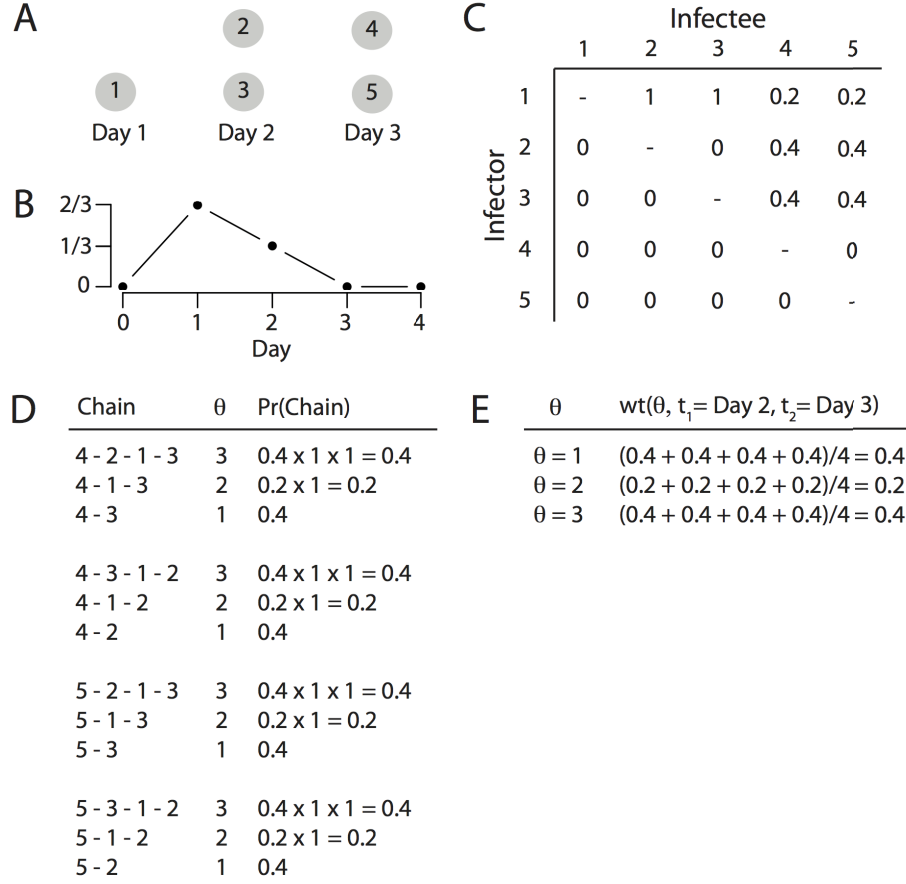 A
2 4
1 3 5
Day 1 Day 2 Day 3
B
2/3
1/3
0
0 1 2 3 4
Day
C
Infectee
1 2 3 4 5
Infector
1 - 1 1 0.2 0.2
2 0 - 0 0.4 0.4
3 0 0 - 0.4 0.4
4 0 0 0 - 0
5 0 0 0 0 -
D
Chain θ Pr(Chain)
4 - 2 - 1 - 3 3 0.4 x 1 x 1 = 0.4
4 - 1 - 3 2 0.2 x 1 = 0.2
4 - 3 1 0.4
4 - 3 - 1 - 2 3 0.4 x 1 x 1 = 0.4
4 - 1 - 2 2 0.2 x 1 = 0.2
4 - 2 1 0.4
5 - 2 - 1 - 3 3 0.4 x 1 x 1 = 0.4
5 - 1 - 3 2 0.2 x 1 = 0.2
5 - 3 1 0.4
5 - 3 - 1 - 2 3 0.4 x 1 x 1 = 0.4
5 - 1 - 2 2 0.2 x 1 = 0.2
5 - 2 1 0.4
E
θ wt(θ, t₁= Day 2, t₂= Day 3)
θ = 1 (0.4 + 0.4 + 0.4 + 0.4)/4 = 0.4
θ = 2 (0.2 + 0.2 + 0.2 + 0.2)/4 = 0.2
θ = 3 (0.4 + 0.4 + 0.4 + 0.4)/4 = 0.4